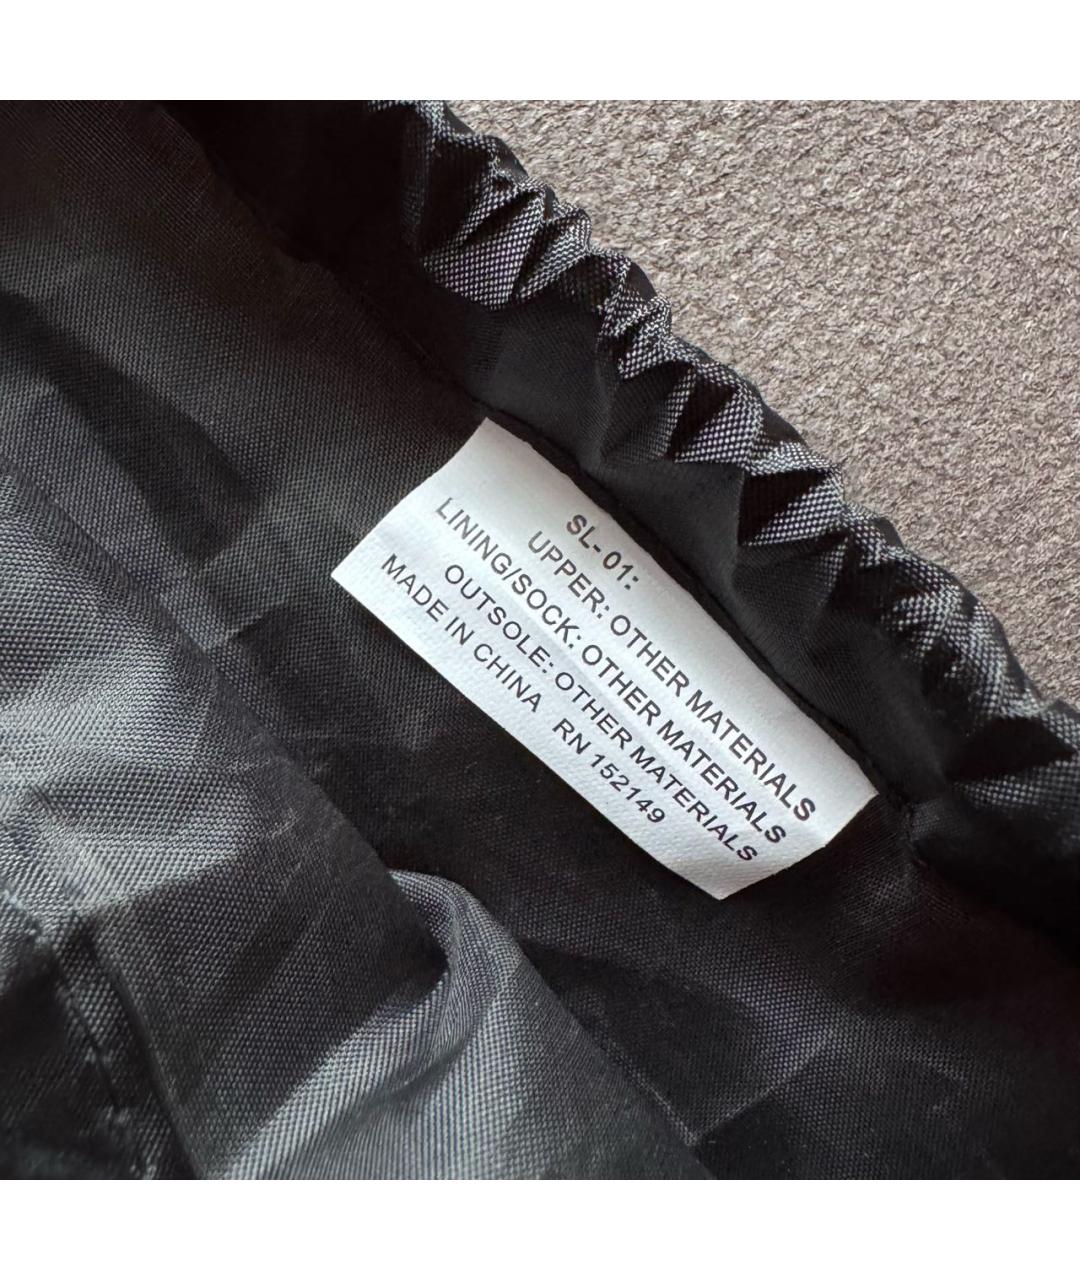 SL-01:
UPPER: OTHER MATERIALS
LINING/SOCK: OTHER MATERIALS
OUTSOLE: OTHER MATERIALS
MADE IN CHINA RN 152149